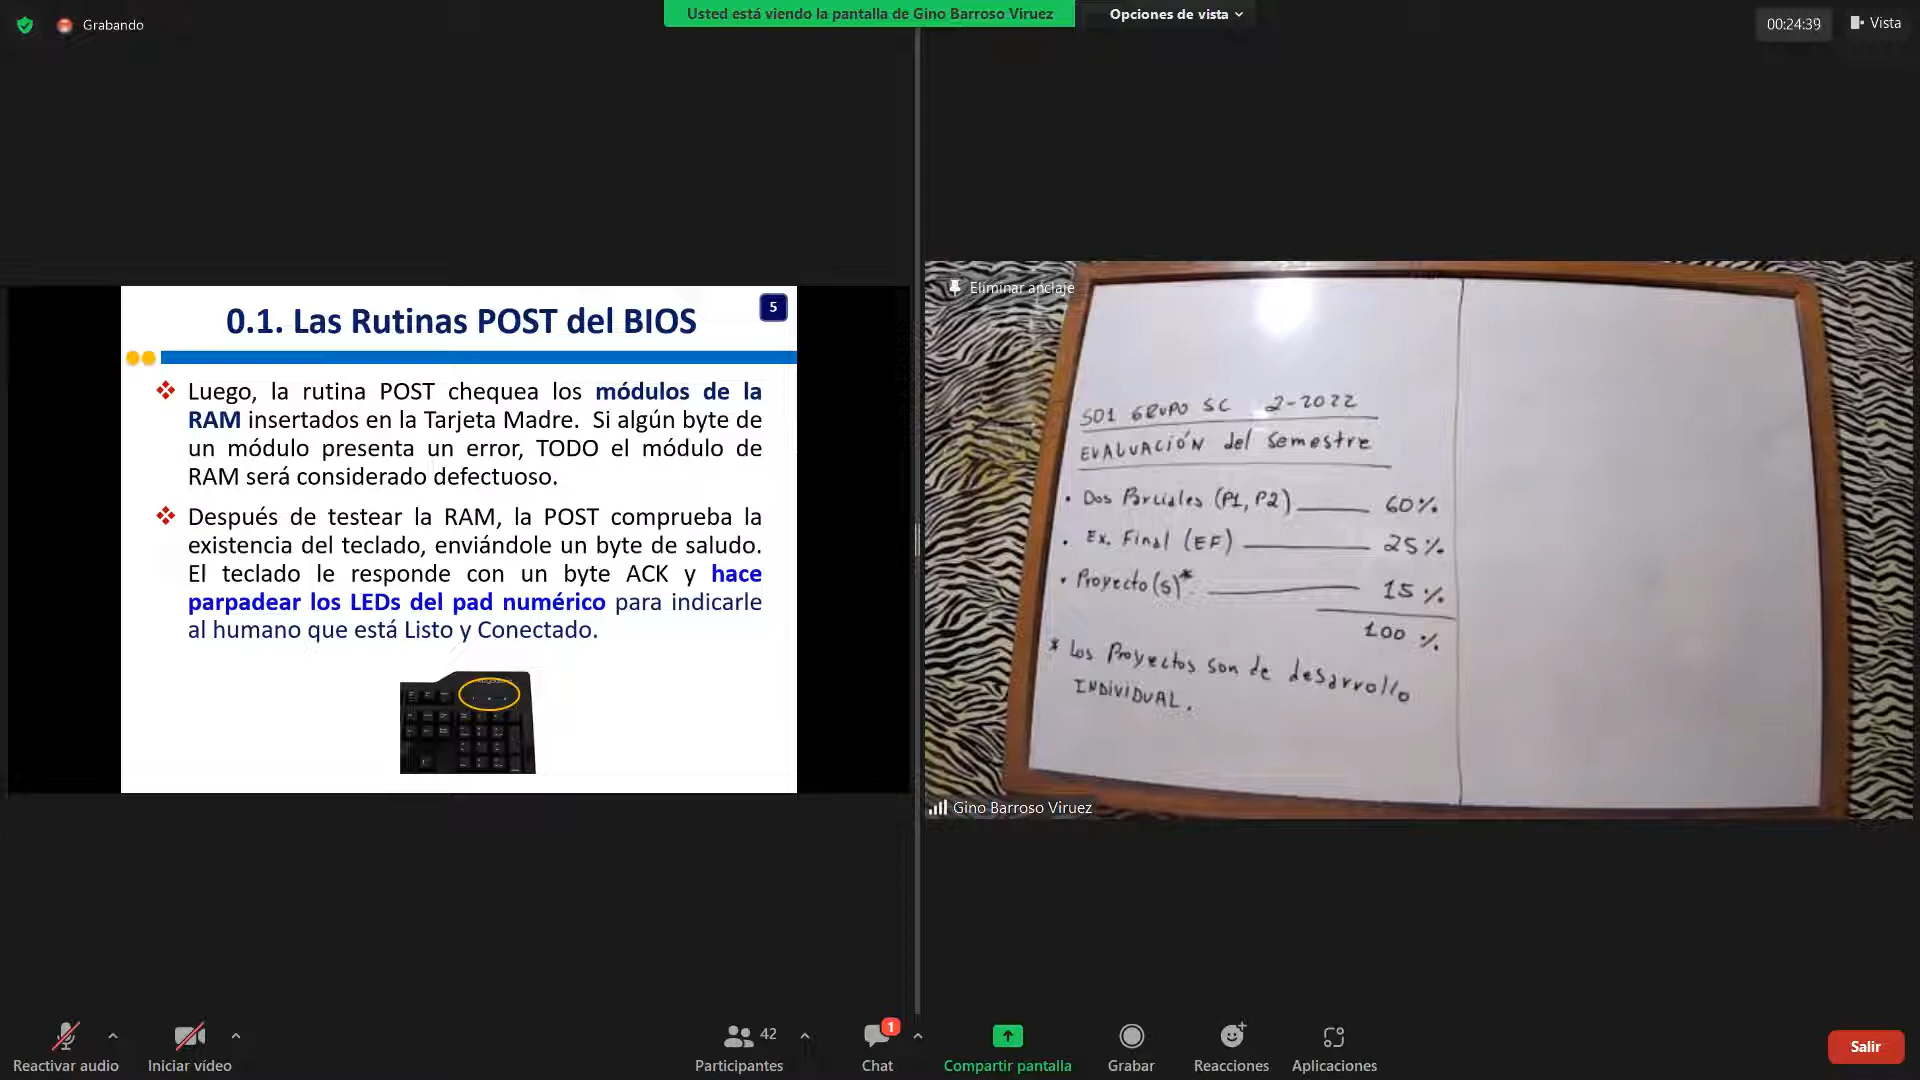 Grabando
Usted está viendo la pantalla de Gino Barroso Viruez
Opciones de vista
00:24:39
Vista
0.1. Las Rutinas POST del BIOS
5
Luego, la rutina POST chequea los módulos de la
RAM insertados en la Tarjeta Madre. Si algún byte de
un módulo presenta un error, TODO el módulo de
RAM será considerado defectuoso.
Después de testear la RAM, la POST comprueba la
existencia del teclado, enviándole un byte de saludo.
El teclado le responde con un byte ACK y hace
parpadear los LEDs del pad numérico para indicarle
al humano que está Listo y Conectado.
Eliminar anclaje
SO1 GRUPO SC 2-2022
EVALUACIÓN del semestre
• Dos Parciales (P1, P2) 60%
• Ex. Final (EF) 25%
• Proyecto(s)* 15%
100 %
* Los Proyectos son de desarrollo
INDIVIDUAL.
Gino Barroso Viruez
Reactivar audio
Iniciar vídeo
42
Participantes
1
Chat
Compartir pantalla
Grabar
Reacciones
Aplicaciones
Salir